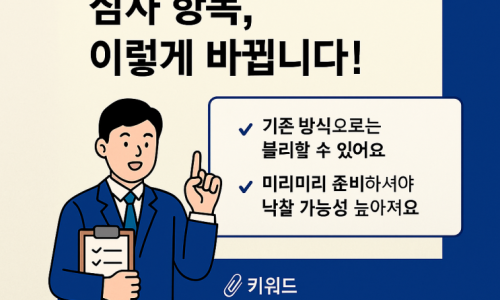 심사 항목,
이렇게 바뀝니다!
기존 방식으로는
블리할 수 있어요
미리미리 준비하셔야
낙찰 가능성 높아져요
키워드